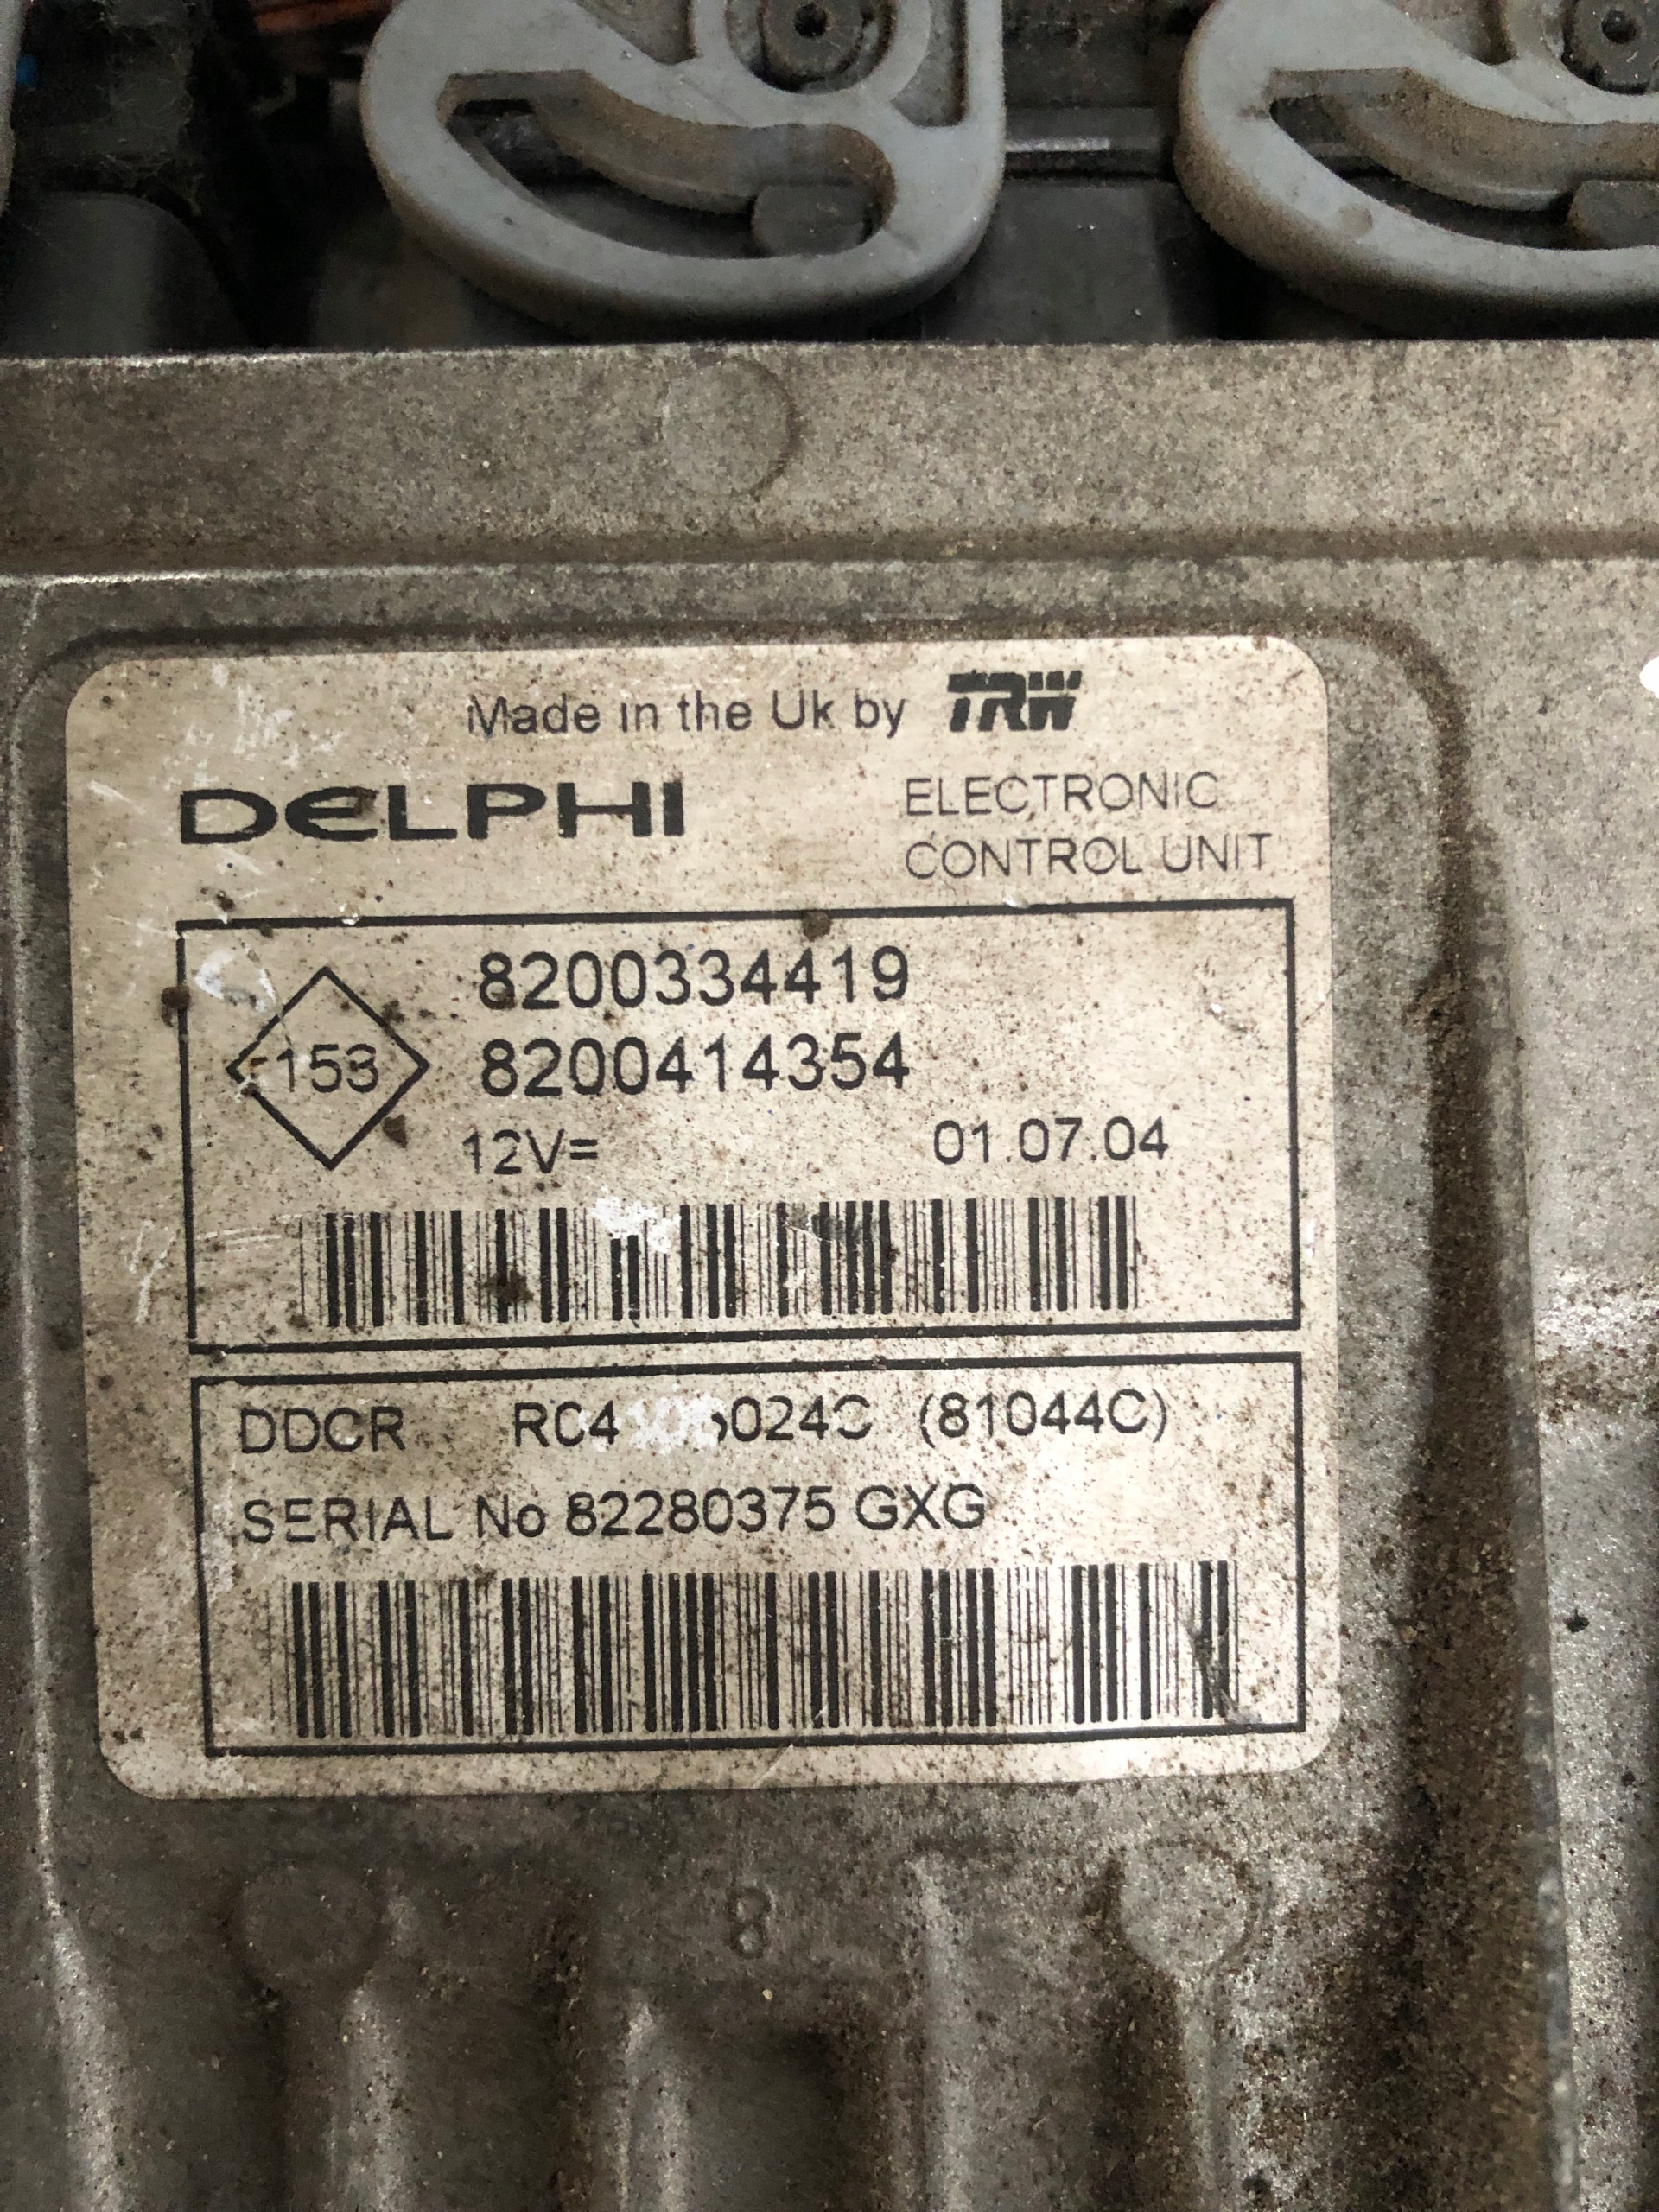 Made in the Uk by TRW
DELPHI
ELECTRONIC
CONTROL UNIT
8200334419
153
8200414354
12V=
01.07.04
DDCR (81044C)
SERIAL No 82280375 GXG
8